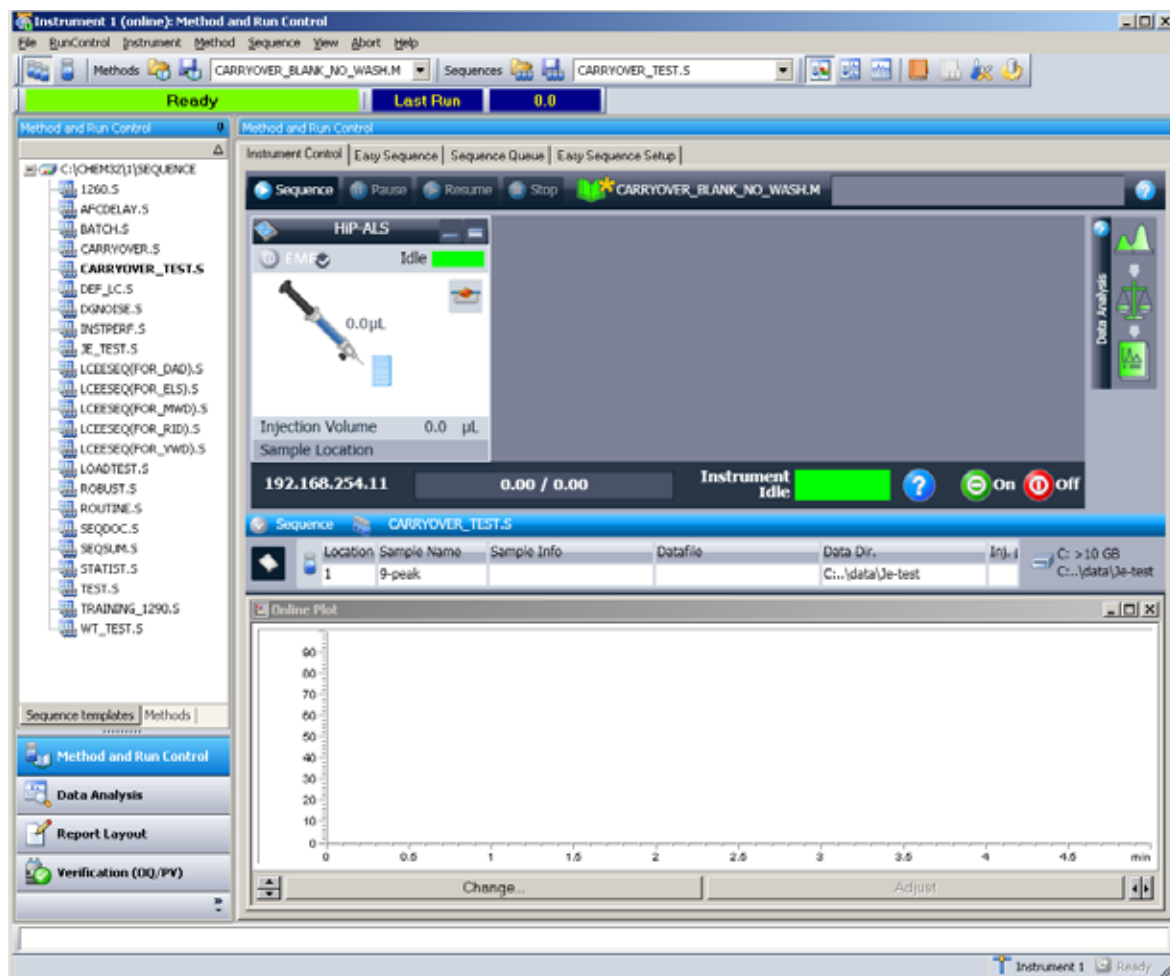 Instrument 1 (online): Method and Run Control
File RunControl Instrument Method Sequence View Abort Help
Methods CARRYOVER_BLANK_NO_WASH.M Sequences CARRYOVER_TEST.S
Ready Last Run 0.0
Method and Run Control
C:\CHEM32\1\SEQUENCE
1260.S
AFCDELAY.S
BATCH.S
CARRYOVER.S
CARRYOVER_TEST.S
DEF_LC.S
DGNOISE.S
INSTPERF.S
JE_TEST.S
LCEESEQ(FOR_DAD).S
LCEESEQ(FOR_ELS).S
LCEESEQ(FOR_MWD).S
LCEESEQ(FOR_RID).S
LCEESEQ(FOR_VWD).S
LOADTEST.S
ROBUST.S
ROUTINE.S
SEQDOC.S
SEQSUM.S
STATIST.S
TEST.S
TRAINING_1290.S
WT_TEST.S
Sequence templates Methods
Method and Run Control
Data Analysis
Report Layout
Verification (OQ/PV)
Method and Run Control
Instrument Control Easy Sequence Sequence Queue Easy Sequence Setup
Sequence Pause Resume Stop CARRYOVER_BLANK_NO_WASH.M
HiP-ALS
EMF Idle
0.0µL
Injection Volume 0.0 µL
Sample Location
Data Analysis
192.168.254.11 0.00 / 0.00 Instrument Idle On Off
Sequence CARRYOVER_TEST.S
Location Sample Name Sample Info Datafile Data Dir. Inj.
1 9-peak C:..\data\Je-test
C: >10 GB
C:..\data\Je-test
Online Plot
90
80
70
60
50
40
30
20
10
0
0 0.5 1 1.5 2 2.5 3 3.5 4 4.5 min
Change... Adjust
Instrument 1 Ready